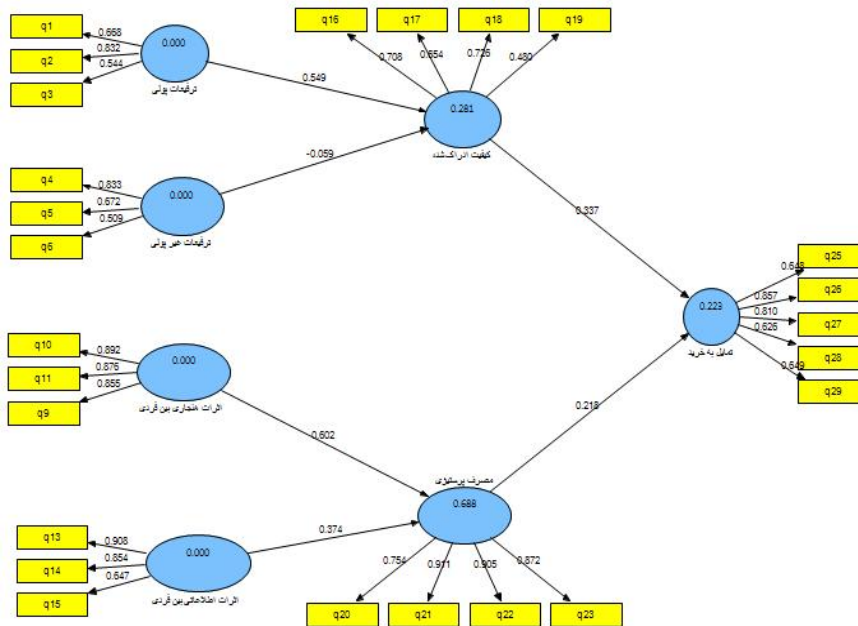 q16
q17
q18
q19
q1
q2
q3
0.668
0.832
0.544
0.000
ترفیعات پولی
0.708
0.654
0.726
0.480
0.549
0.281
کیفیت ادراک شده
-0.059
q4
q5
q6
0.833
0.672
0.509
0.000
ترفیعات غیر پولی
0.337
q25
q26
q27
q28
q29
0.648
0.857
0.810
0.626
0.649
0.223
تمایل به خرید
q10
q11
q9
0.892
0.876
0.855
0.000
اثرات هنجاری بین فردی
0.602
0.218
مصرف پرستیژی
0.688
0.374
q13
q14
q15
0.908
0.854
0.647
0.000
اثرات اطلاعاتی بین فردی
0.754
0.911
0.905
0.872
q20
q21
q22
q23